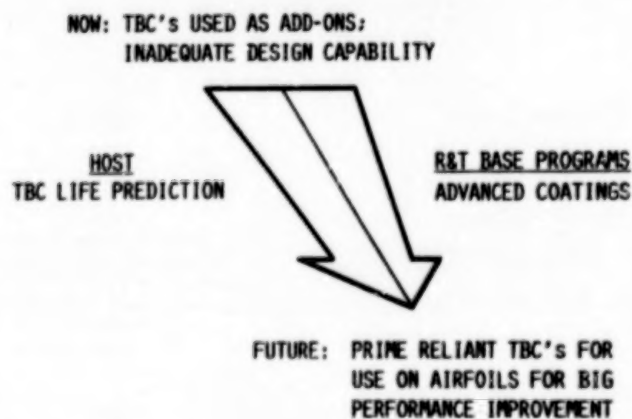 NOW: TBC's USED AS ADD-ONS;
INADEQUATE DESIGN CAPABILITY
HOST
TBC LIFE PREDICTION
R&T BASE PROGRAMS
ADVANCED COATINGS
FUTURE: PRIME RELIANT TBC's FOR
USE ON AIRFOILS FOR BIG
PERFORMANCE IMPROVEMENT